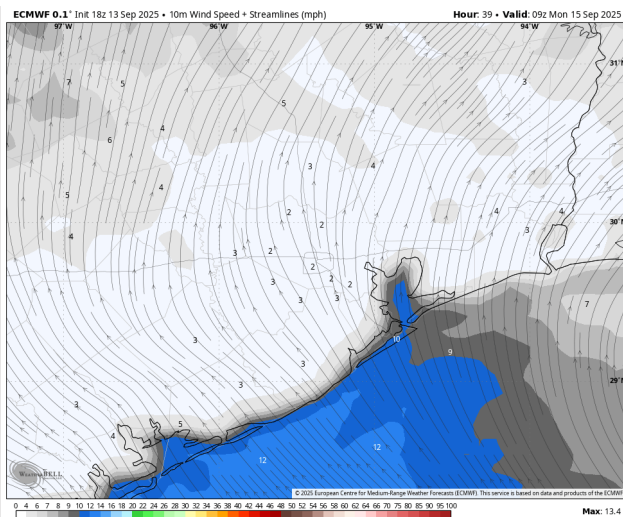 ECMWF 0.1° Init 18z 13 Sep 2025 • 10m Wind Speed + Streamlines (mph) Hour: 39 • Valid: 09z Mon 15 Sep 2025
97°W 96°W 95°W 94°W
31°N
3
7 5
5
4
6
3 4
4
5
2 4 4
2 3
30°N
4
3 2
2
3 2 2
3 3
7
10
3
9
3
29°N
3
3
5
4
12
12
WeatherBELL
© 2025 European Centre for Medium-Range Weather Forecasts (ECMWF). This service is based on data and products of the ECMWF
0 4 6 7 8 9 10 12 14 16 18 20 22 24 26 28 30 32 34 36 38 40 42 44 46 48 50 52 54 56 58 60 62 64 66 70 75 80 85 90 95 100
Max: 13.4